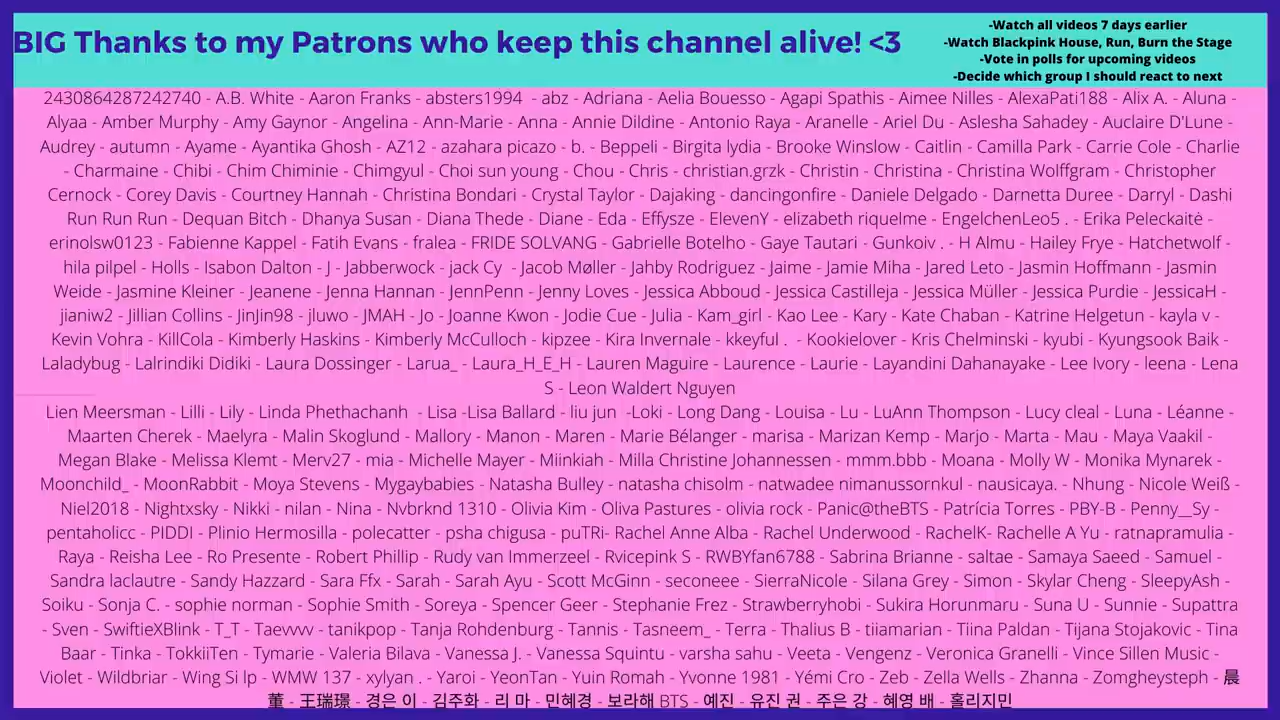 BIG Thanks to my Patrons who keep this channel alive! <3
-Watch all videos 7 days earlier
-Watch Blackpink House, Run, Burn the Stage
-Vote in polls for upcoming videos
-Decide which group I should react to next
2430864287242740 - A.B. White - Aaron Franks - absters1994 - abz - Adriana - Aelia Bouesso - Agapi Spathis - Aimee Nilles - AlexaPati188 - Alix A. - Aluna -
Alyaa - Amber Murphy - Amy Gaynor - Angelina - Ann-Marie - Anna - Annie Dildine - Antonio Raya - Aranelle - Ariel Du - Aslesha Sahadey - Auclaire D'Lune -
Audrey - autumn - Ayame - Ayantika Ghosh - AZ12 - azahara picazo - b. - Beppeli - Birgita lydia - Brooke Winslow - Caitlin - Camilla Park - Carrie Cole - Charlie
- Charmaine - Chibi - Chim Chiminie - Chimgyul - Choi sun young - Chou - Chris - christian.grzk - Christin - Christina - Christina Wolffgram - Christopher
Cernock - Corey Davis - Courtney Hannah - Christina Bondari - Crystal Taylor - Dajaking - dancingonfire - Daniele Delgado - Darnetta Duree - Darryl - Dashi
Run Run Run - Dequan Bitch - Dhanya Susan - Diana Thede - Diane - Eda - Effysze - ElevenY - elizabeth riquelme - EngelchenLeo5 . - Erika Peleckaitė -
erinolsw0123 - Fabienne Kappel - Fatih Evans - fralea - FRIDE SOLVANG - Gabrielle Botelho - Gaye Tautari - Gunkoiv . - H Almu - Hailey Frye - Hatchetwolf -
hila pilpel - Holls - Isabon Dalton - J - Jabberwock - jack Cy - Jacob Møller - Jahby Rodriguez - Jaime - Jamie Miha - Jared Leto - Jasmin Hoffmann - Jasmin
Weide - Jasmine Kleiner - Jeanene - Jenna Hannan - JennPenn - Jenny Loves - Jessica Abboud - Jessica Castilleja - Jessica Müller - Jessica Purdie - JessicaH -
jianiw2 - Jillian Collins - JinJin98 - jluwo - JMAH - Jo - Joanne Kwon - Jodie Cue - Julia - Kam_girl - Kao Lee - Kary - Kate Chaban - Katrine Helgetun - kayla v -
Kevin Vohra - KillCola - Kimberly Haskins - Kimberly McCulloch - kipzee - Kira Invernale - kkeyful . - Kookielover - Kris Chelminski - kyubi - Kyungsook Baik -
Laladybug - Lalrindiki Didiki - Laura Dossinger - Larua_ - Laura_H_E_H - Lauren Maguire - Laurence - Laurie - Layandini Dahanayake - Lee Ivory - leena - Lena
S - Leon Waldert Nguyen
Lien Meersman - Lilli - Lily - Linda Phethachanh - Lisa -Lisa Ballard - liu jun -Loki - Long Dang - Louisa - Lu - LuAnn Thompson - Lucy cleal - Luna - Léanne -
Maarten Cherek - Maelyra - Malin Skoglund - Mallory - Manon - Maren - Marie Bélanger - marisa - Marizan Kemp - Marjo - Marta - Mau - Maya Vaakil -
Megan Blake - Melissa Klemt - Merv27 - mia - Michelle Mayer - Miinkiah - Milla Christine Johannessen - mmm.bbb - Moana - Molly W - Monika Mynarek -
Moonchild_ - MoonRabbit - Moya Stevens - Mygaybabies - Natasha Bulley - natasha chisolm - natwadee nimanussornkul - nausicaya. - Nhung - Nicole Weiß -
Niel2018 - Nightxsky - Nikki - nilan - Nina - Nvbrknd 1310 - Olivia Kim - Oliva Pastures - olivia rock - Panic@theBTS - Patrícia Torres - PBY-B - Penny__Sy -
pentaholicc - PIDDI - Plinio Hermosilla - polecatter - psha chigusa - puTRi- Rachel Anne Alba - Rachel Underwood - RachelK- Rachelle A Yu - ratnapramulia -
Raya - Reisha Lee - Ro Presente - Robert Phillip - Rudy van Immerzeel - Rvicepink S - RWBYfan6788 - Sabrina Brianne - saltae - Samaya Saeed - Samuel -
Sandra laclautre - Sandy Hazzard - Sara Ffx - Sarah - Sarah Ayu - Scott McGinn - seconeee - SierraNicole - Silana Grey - Simon - Skylar Cheng - SleepyAsh -
Soiku - Sonja C. - sophie norman - Sophie Smith - Soreya - Spencer Geer - Stephanie Frez - Strawberryhobi - Sukira Horunmaru - Suna U - Sunnie - Supattra
- Sven - SwiftieXBlink - T_T - Taevvvv - tanikpop - Tanja Rohdenburg - Tannis - Tasneem_ - Terra - Thalius B - tiiamarian - Tiina Paldan - Tijana Stojakovic - Tina
Baar - Tinka - TokkiiTen - Tymarie - Valeria Bilava - Vanessa J. - Vanessa Squintu - varsha sahu - Veeta - Vengenz - Veronica Granelli - Vince Sillen Music -
Violet - Wildbriar - Wing Si lp - WMW 137 - xylyan . - Yaroi - YeonTan - Yuin Romah - Yvonne 1981 - Yémi Cro - Zeb - Zella Wells - Zhanna - Zomgheysteph - 晨
董 - 王瑞璟 - 경은 이 - 김주화 - 리 마 - 민혜경 - 보라해 BTS - 예진 - 유진 권 - 주은 강 - 혜영 배 - 홀리지민